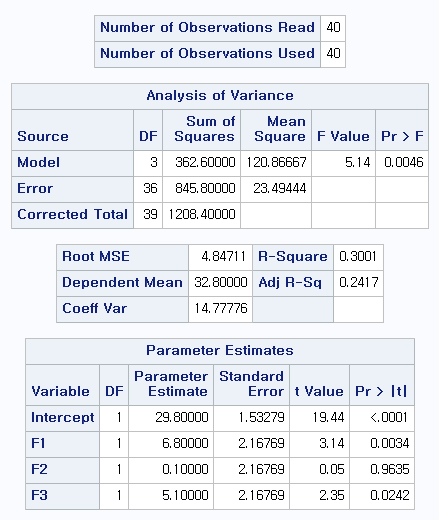 Number of Observations Read 40
Number of Observations Used 40
Analysis of Variance
Source DF Sum of Squares Mean Square F Value Pr > F
Model 3 362.60000 120.86667 5.14 0.0046
Error 36 845.80000 23.49444
Corrected Total 39 1208.40000
Root MSE 4.84711 R-Square 0.3001
Dependent Mean 32.80000 Adj R-Sq 0.2417
Coeff Var 14.77776
Parameter Estimates
Variable DF Parameter Estimate Standard Error t Value Pr > |t|
Intercept 1 29.80000 1.53279 19.44 <.0001
F1 1 6.80000 2.16769 3.14 0.0034
F2 1 0.10000 2.16769 0.05 0.9635
F3 1 5.10000 2.16769 2.35 0.0242